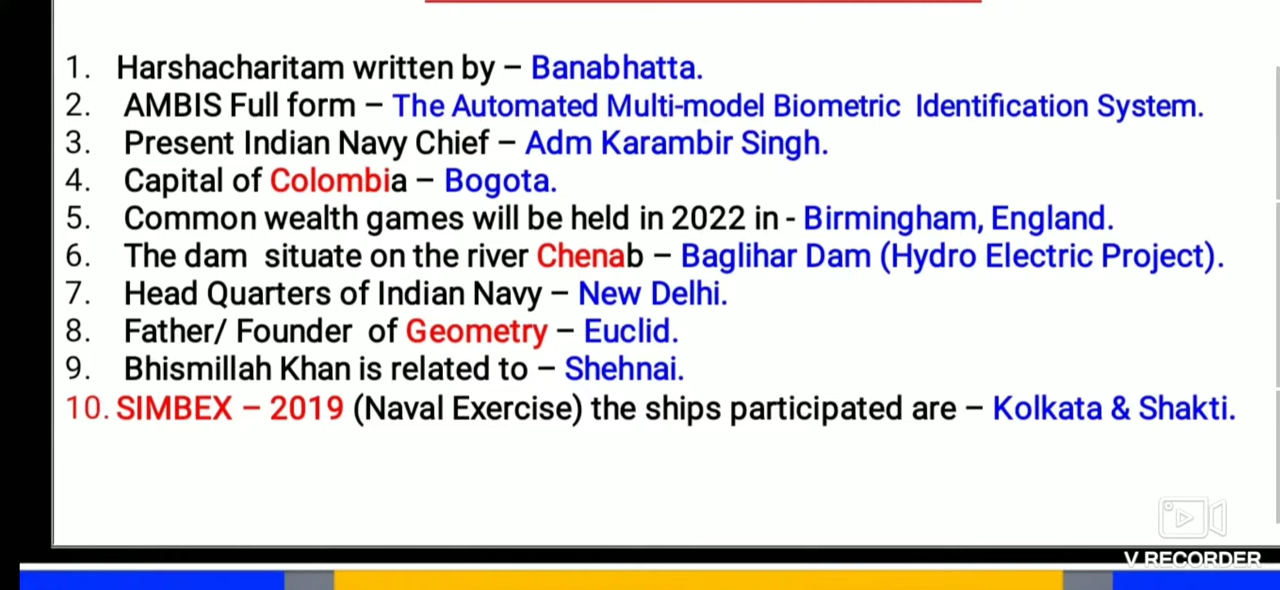 1. Harshacharitam written by – Banabhatta.
2. AMBIS Full form – The Automated Multi-model Biometric Identification System.
3. Present Indian Navy Chief – Adm Karambir Singh.
4. Capital of Colombia – Bogota.
5. Common wealth games will be held in 2022 in - Birmingham, England.
6. The dam situate on the river Chenab – Baglihar Dam (Hydro Electric Project).
7. Head Quarters of Indian Navy – New Delhi.
8. Father/ Founder of Geometry – Euclid.
9. Bhismillah Khan is related to – Shehnai.
10. SIMBEX – 2019 (Naval Exercise) the ships participated are – Kolkata & Shakti.
V RECORDER